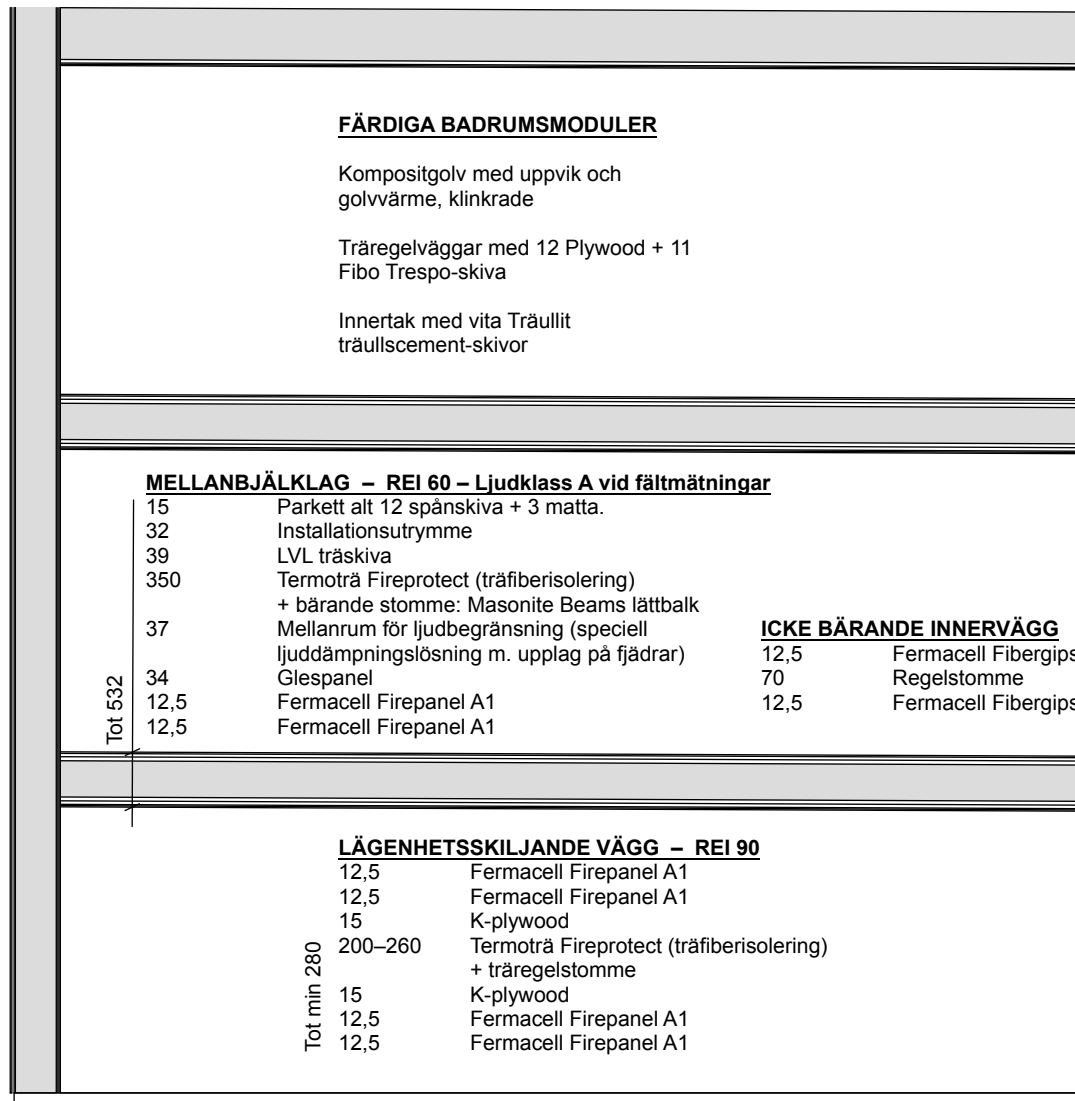 FÄRDIGA BADRUMSMODULER
Kompositgolv med uppvik och
golvvärme, klinkrade
Träregelväggar med 12 Plywood + 11
Fibo Trespo-skiva
Innertak med vita Träullit
träullscement-skivor
MELLANBJÄLKLAG – REI 60 – Ljudklass A vid fältmätningar
15 Parkett alt 12 spånskiva + 3 matta.
32 Installationsutrymme
39 LVL träskiva
350 Termoträ Fireprotect (träfiberisolering)
+ bärande stomme: Masonite Beams lättbalk
37 Mellanrum för ljudbegränsning (speciell
ljuddämpningslösning m. upplag på fjädrar)
34 Glespanel
12,5 Fermacell Firepanel A1
12,5 Fermacell Firepanel A1
Tot 532
ICKE BÄRANDE INNERVÄGG
12,5 Fermacell Fibergips
70 Regelstomme
12,5 Fermacell Fibergips
LÄGENHETSSKILJANDE VÄGG – REI 90
12,5 Fermacell Firepanel A1
12,5 Fermacell Firepanel A1
15 K-plywood
200–260 Termoträ Fireprotect (träfiberisolering)
+ träregelstomme
15 K-plywood
12,5 Fermacell Firepanel A1
12,5 Fermacell Firepanel A1
Tot min 280